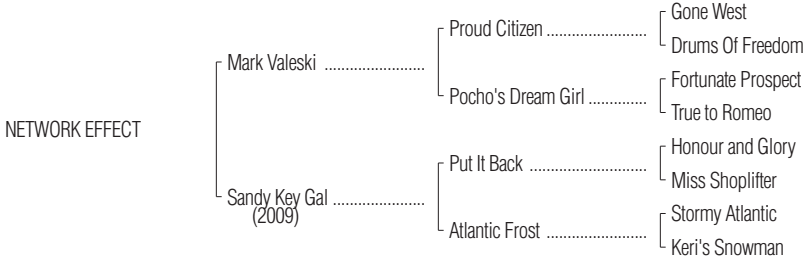 Gone West
Proud Citizen ........................
Drums Of Freedom
Mark Valeski ........................
Fortunate Prospect
Pocho's Dream Girl ..............
True to Romeo
NETWORK EFFECT
Honour and Glory
Put It Back ............................
Miss Shoplifter
Sandy Key Gal ......................
(2009)
Stormy Atlantic
Atlantic Frost ........................
Keri's Snowman